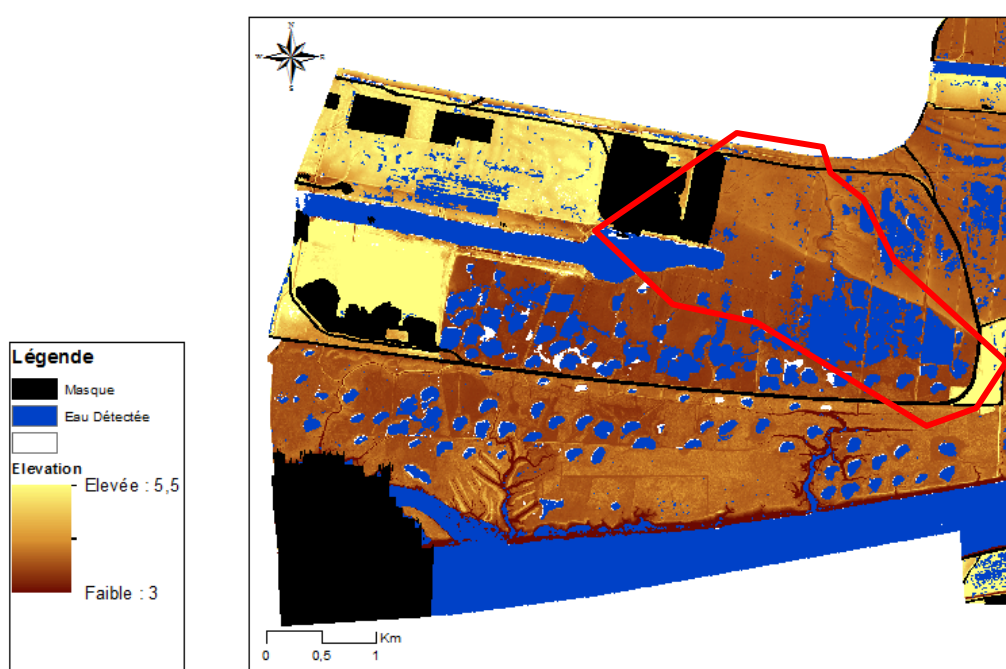 N
W
E
S
Légende
Masque
Eau Détectée
Elevation
Elevée : 5,5
Faible : 3
Km
0 0,5 1